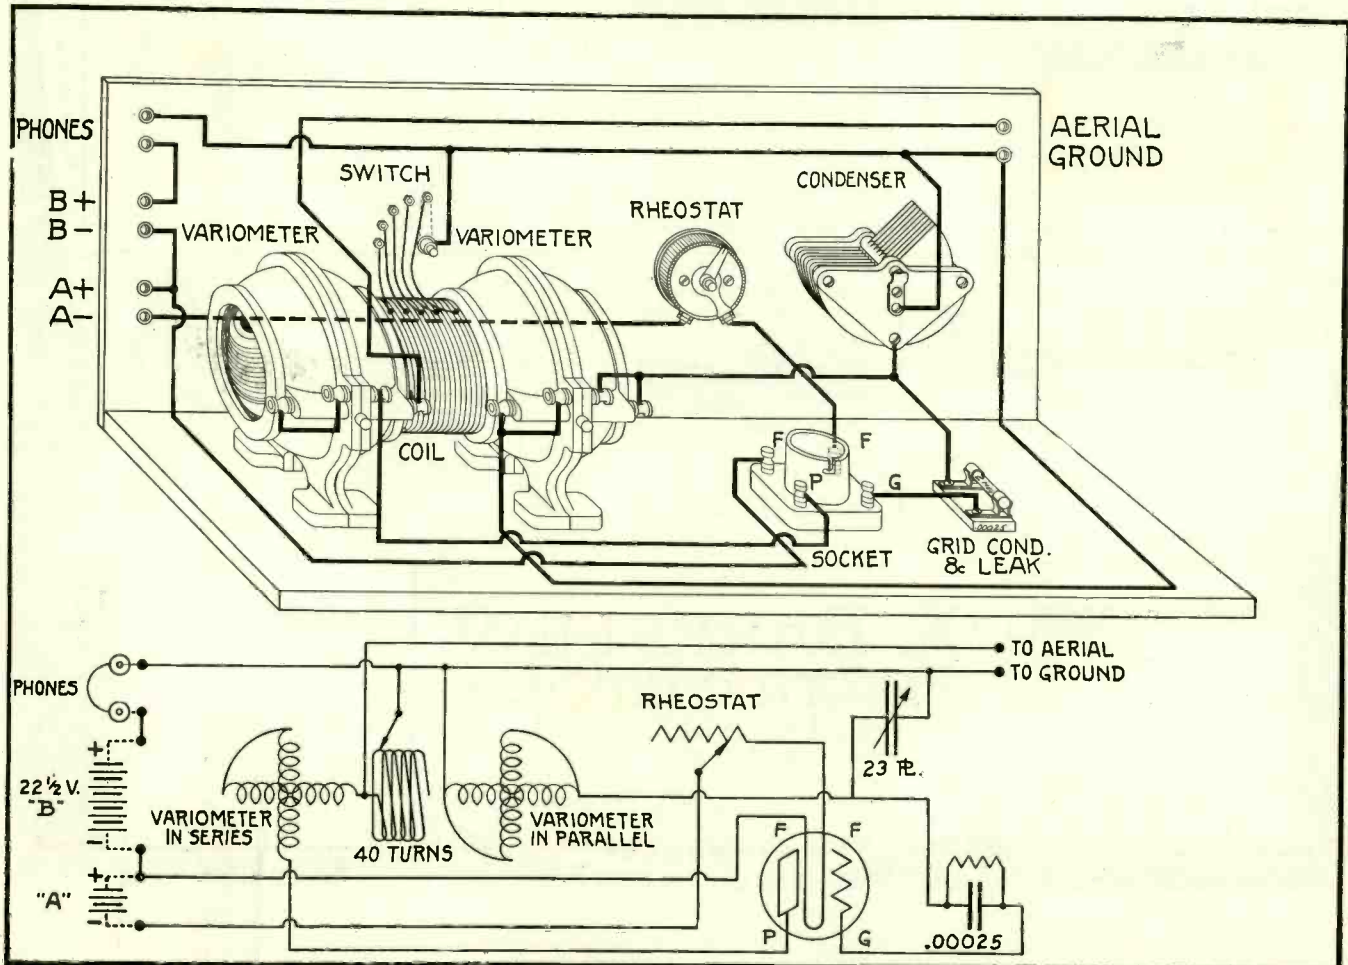 PHONES
B+
B-
A+
A-
VARIOMETER
SWITCH
VARIOMETER
COIL
RHEOSTAT
CONDENSER
AERIAL
GROUND
F
F
P
G
SOCKET
.00025
GRID COND.
& LEAK
PHONES
+
22½ V.
"B"
-
+
"A"
-
VARIOMETER
IN SERIES
40 TURNS
VARIOMETER
IN PARALLEL
RHEOSTAT
TO AERIAL
TO GROUND
23 PL.
F
F
P
G
.00025